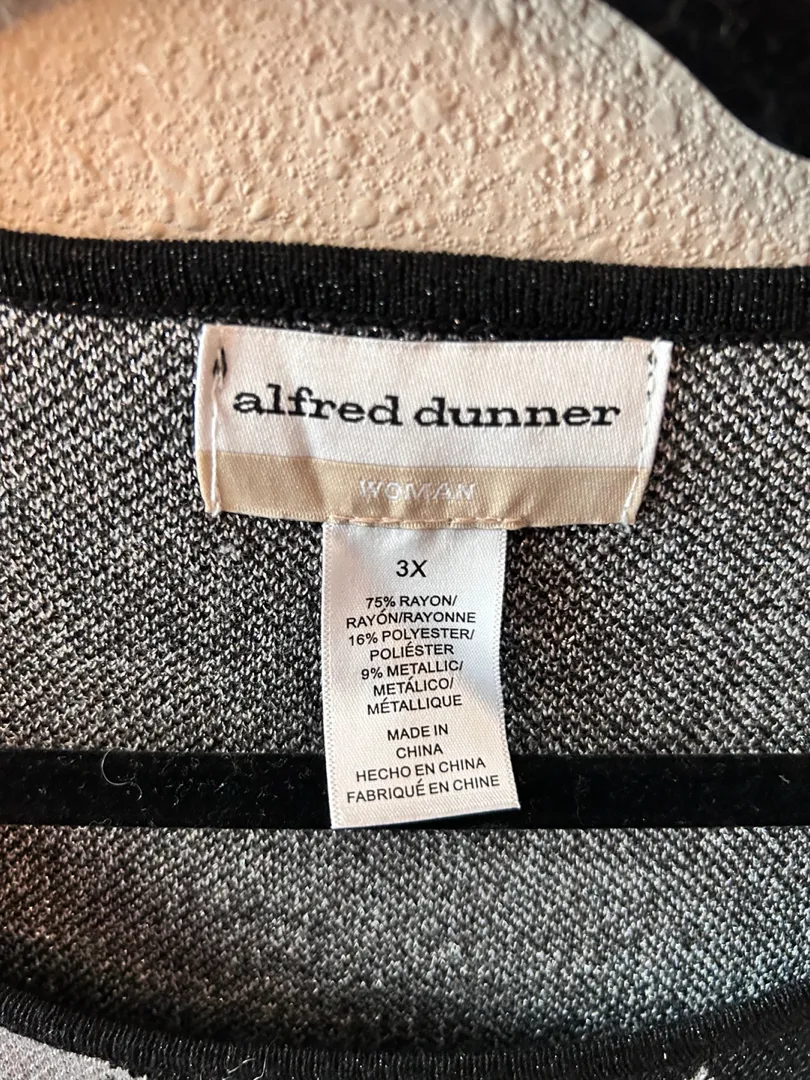 alfred dunner
WOMAN
3X
75% RAYON/
RAYÓN/RAYONNE
16% POLYESTER/
POLIÉSTER
9% METALLIC/
METÁLICO/
MÉTALLIQUE
MADE IN
CHINA
HECHO EN CHINA
FABRIQUÉ EN CHINE